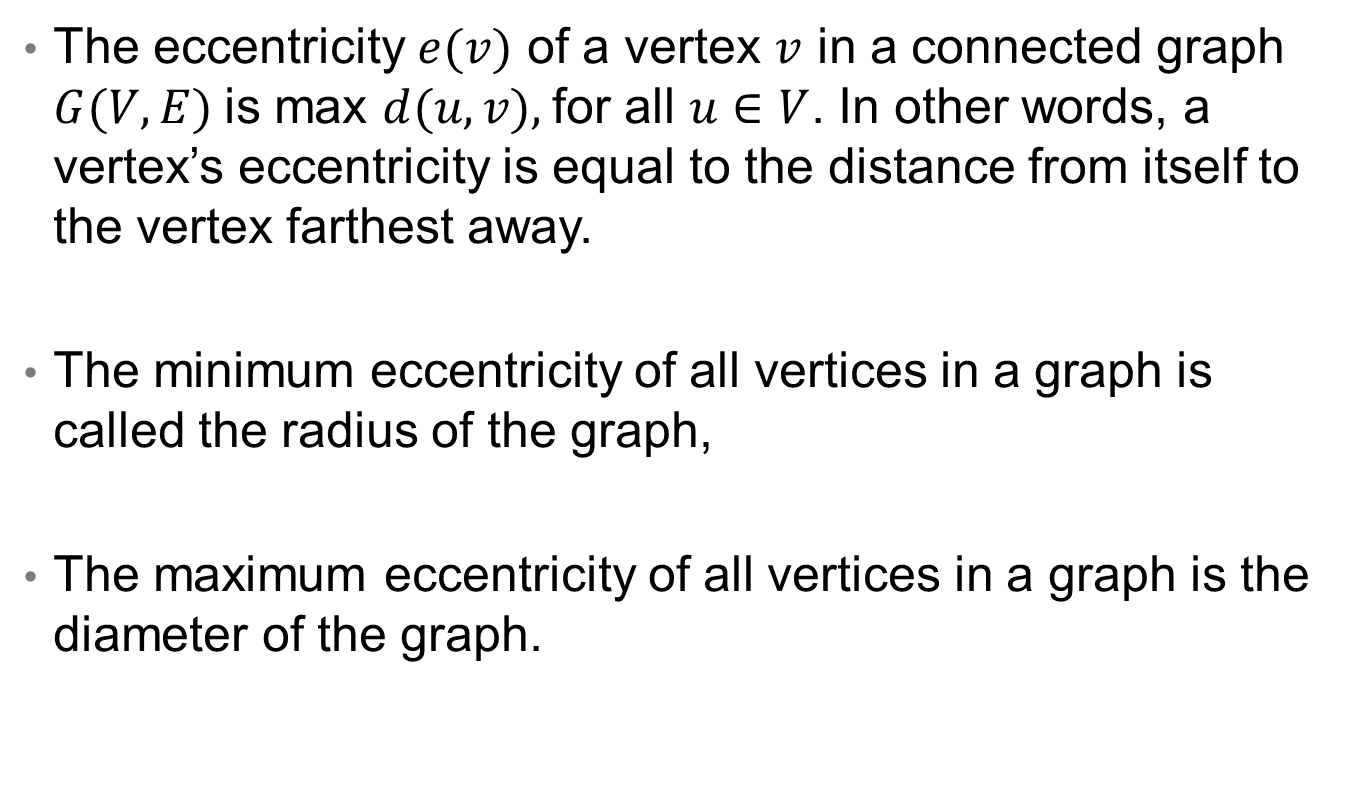 • The eccentricity 𝑒(𝑣) of a vertex 𝑣 in a connected graph
𝐺(𝑉, 𝐸) is max 𝑑(𝑢, 𝑣), for all 𝑢 ∈ 𝑉. In other words, a
vertex’s eccentricity is equal to the distance from itself to
the vertex farthest away.
• The minimum eccentricity of all vertices in a graph is
called the radius of the graph,
• The maximum eccentricity of all vertices in a graph is the
diameter of the graph.